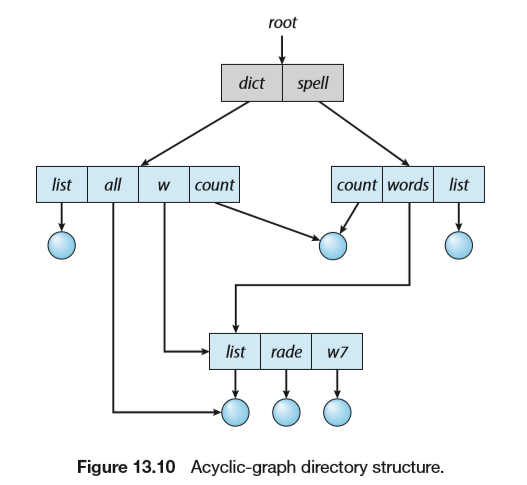 root
dict spell
list all w count
count words list
list rade w7
Figure 13.10 Acyclic-graph directory structure.